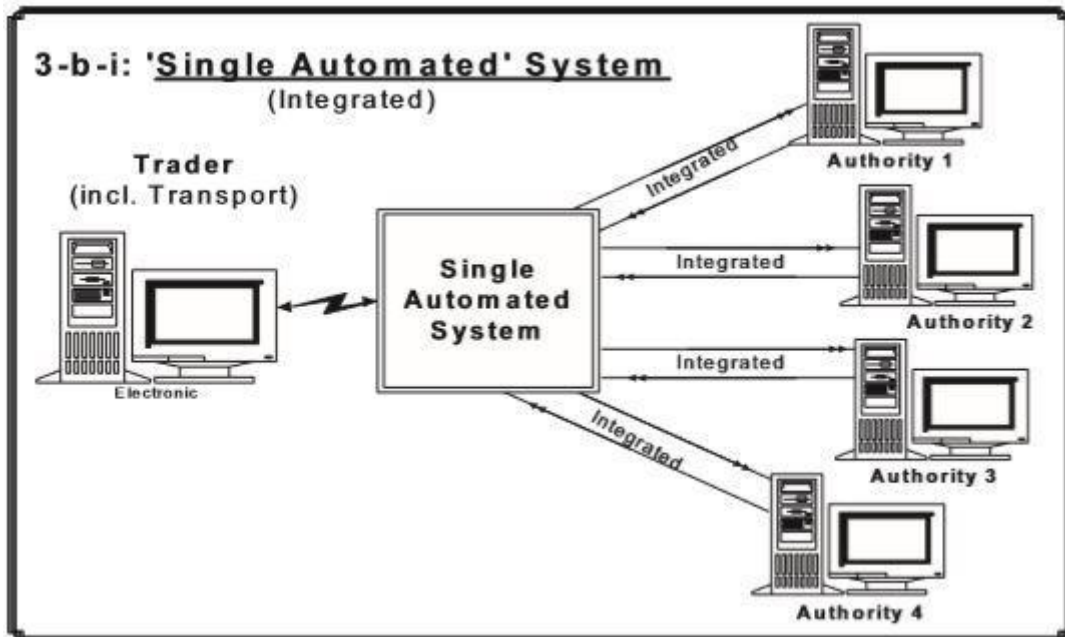 3-b-i: 'Single Automated' System
(Integrated)
Trader
(incl. Transport)
Electronic
Single
Automated
System
Integrated
Authority 1
Integrated
Authority 2
Integrated
Authority 3
Integrated
Authority 4